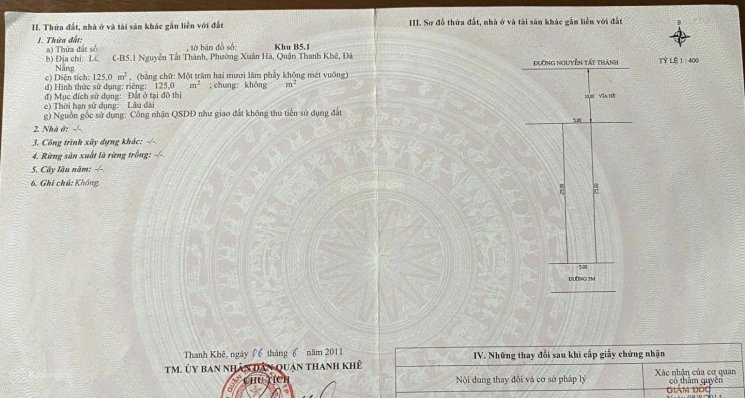 II. Thửa đất, nhà ở và tài sản khác gắn liền với đất
1. Thửa đất:
a) Thửa đất số , tờ bản đồ số: Khu B5.1
b) Địa chỉ: -B5.1 Nguyễn Tất Thành, Phường Xuân Hà, Quận Thanh Khê, Đà
Nẵng
c) Diện tích: 125,0 m², (bằng chữ: Một trăm hai mươi lăm phẩy không mét vuông)
d) Hình thức sử dụng: riêng: 125,0 m² ; chung: không m²
đ) Mục đích sử dụng: Đất ở tại đô thị
e) Thời hạn sử dụng: Lâu dài
g) Nguồn gốc sử dụng: Công nhận QSDĐ như giao đất không thu tiền sử dụng đất
2. Nhà ở: -/-
3. Công trình xây dựng khác: -/-
4. Rừng sản xuất là rừng trồng: -/-
5. Cây lâu năm: -/-
6. Ghi chú: Không
Thanh Khê, ngày 06 tháng 6 năm 2011
TM. ỦY BAN NHÂN DÂN QUẬN THANH KHÊ
CHỦ TỊCH
III. Sơ đồ thửa đất, nhà ở và tài sản khác gắn liền với đất
B
TỶ LỆ 1 : 400
ĐƯỜNG NGUYỄN TẤT THÀNH
VỈA HÈ
5.00
25.00
25.00
5.00
ĐƯỜNG 5M
IV. Những thay đổi sau khi cấp giấy chứng nhận
Nội dung thay đổi và cơ sở pháp lý
Xác nhận của cơ quan
có thẩm quyền
GIÁM ĐỐC